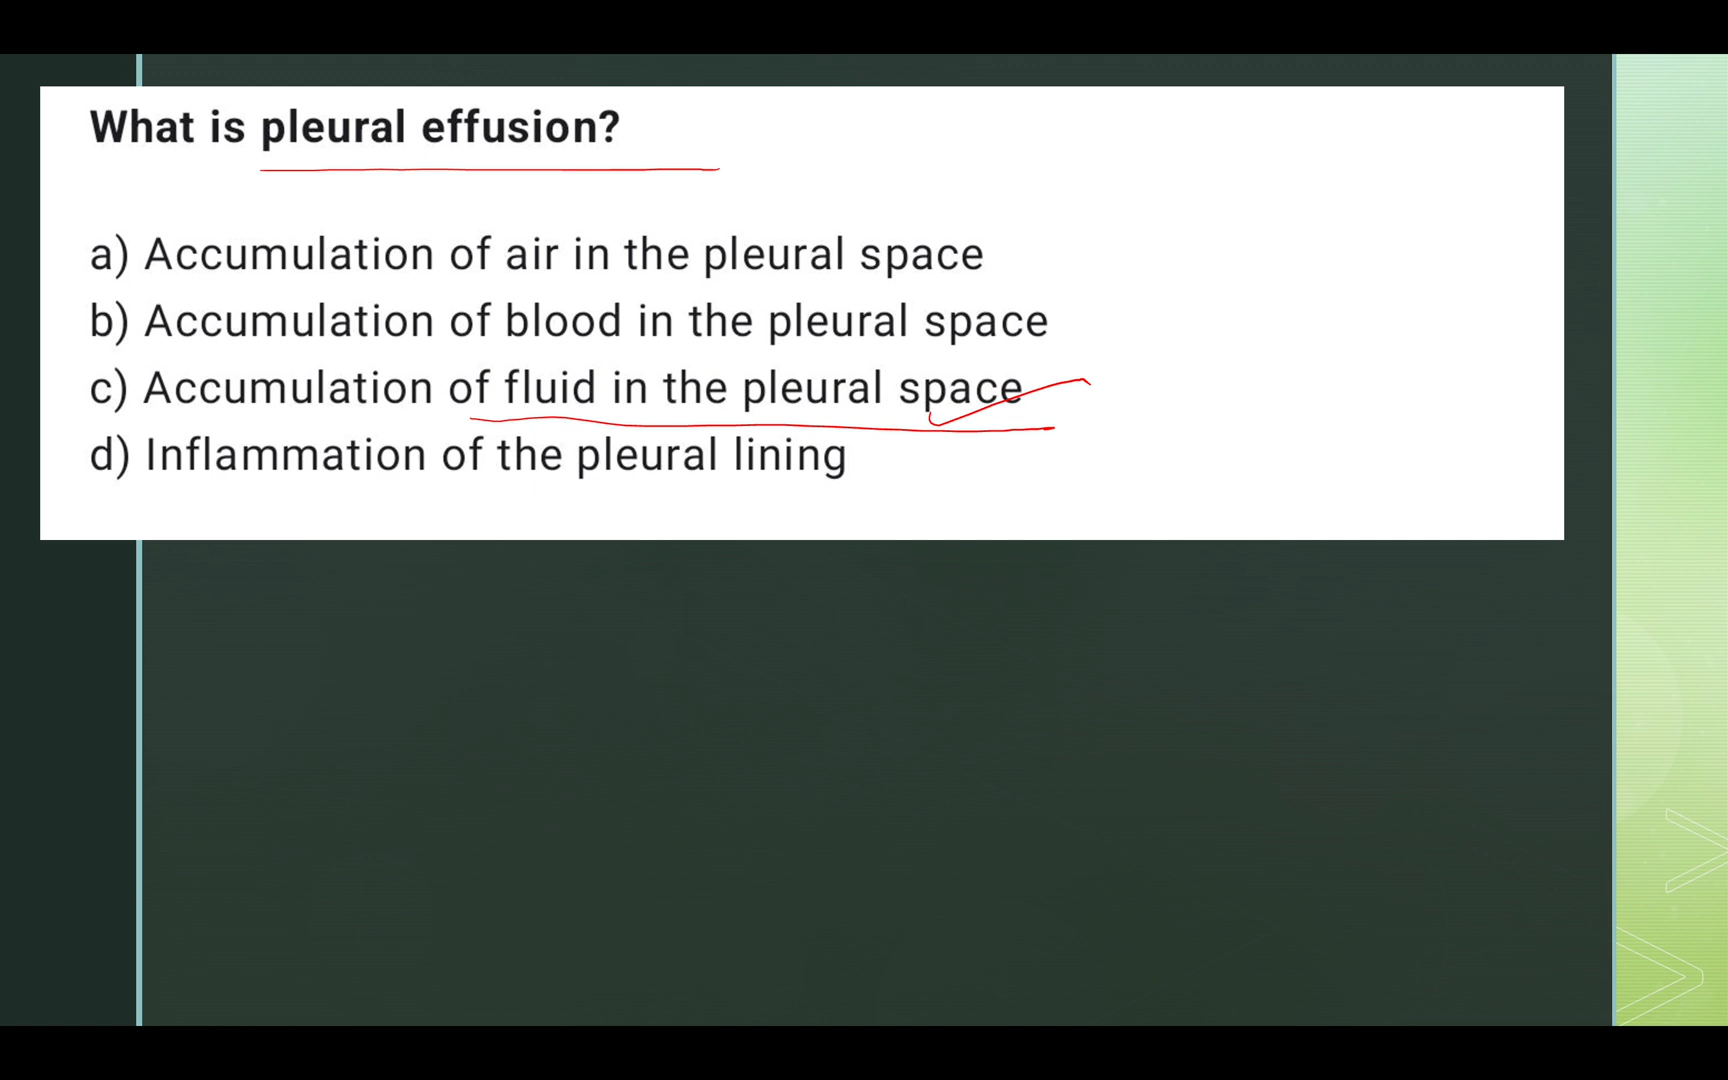 What is pleural effusion?
a) Accumulation of air in the pleural space
b) Accumulation of blood in the pleural space
c) Accumulation of fluid in the pleural space
d) Inflammation of the pleural lining